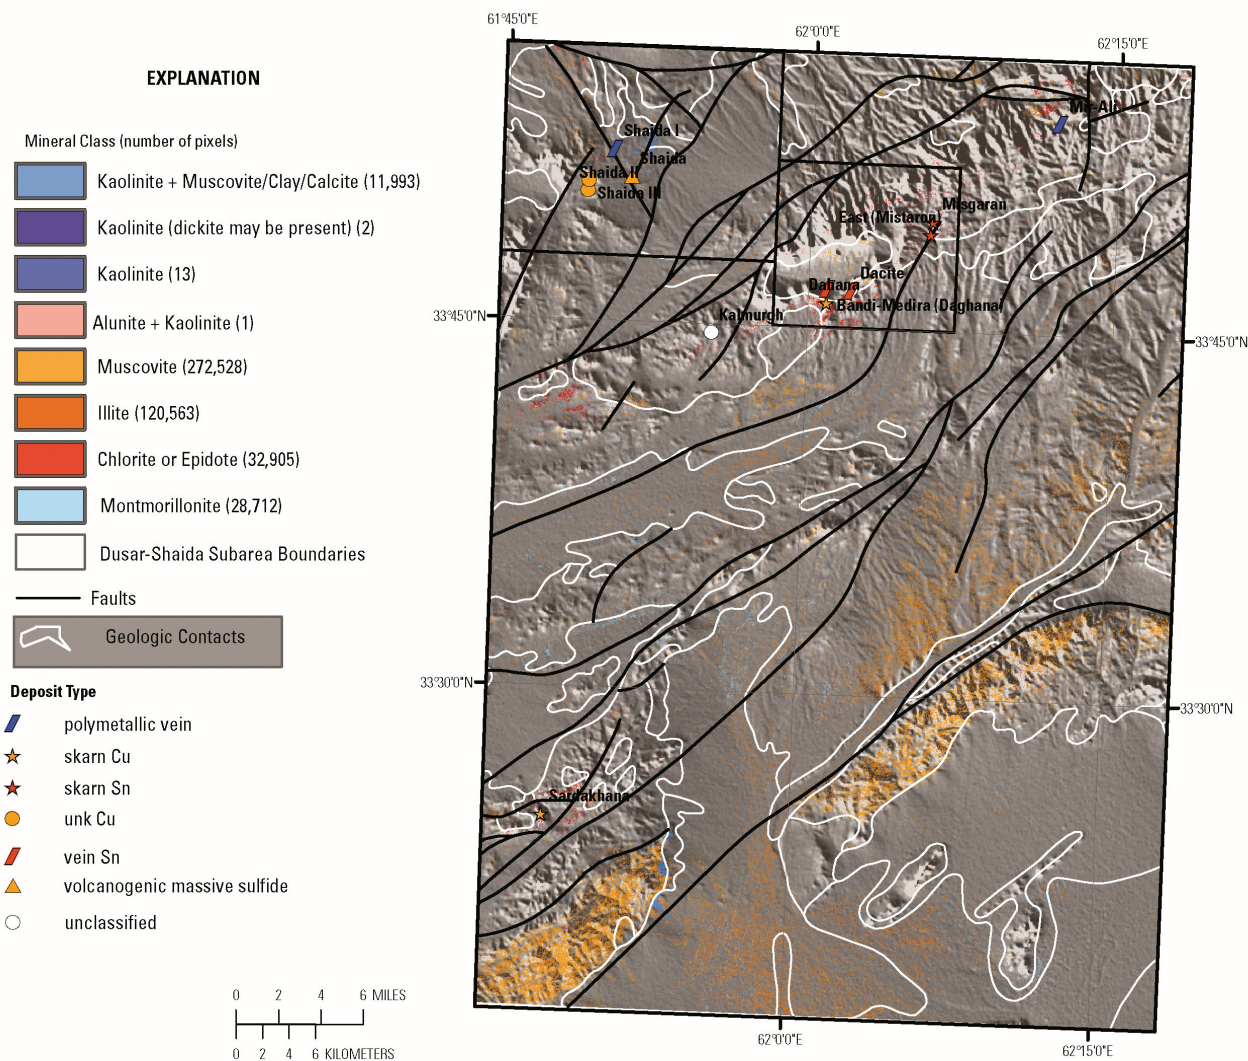 61°45'0"E
62°0'0"E
62°15'0"E
EXPLANATION
Mineral Class (number of pixels)
Kaolinite + Muscovite/Clay/Calcite (11,993)
Kaolinite (dickite may be present) (2)
Kaolinite (13)
Alunite + Kaolinite (1)
Muscovite (272,528)
Illite (120,563)
Chlorite or Epidote (32,905)
Montmorillonite (28,712)
Dusar-Shaida Subarea Boundaries
Faults
Geologic Contacts
Deposit Type
polymetallic vein
skarn Cu
skarn Sn
unk Cu
vein Sn
volcanogenic massive sulfide
unclassified
0 2 4 6 MILES
0 2 4 6 KILOMETERS
Mir-Ali
Shaida I
Shaida
Shaida II
Shaida III
Misgaran
East (Mistaron)
Dacite
Dahana
Bandi-Medira (Daghana)
Kalmurgh
33°45'0"N
33°45'0"N
33°30'0"N
33°30'0"N
Sardakhana
62°0'0"E
62°15'0"E